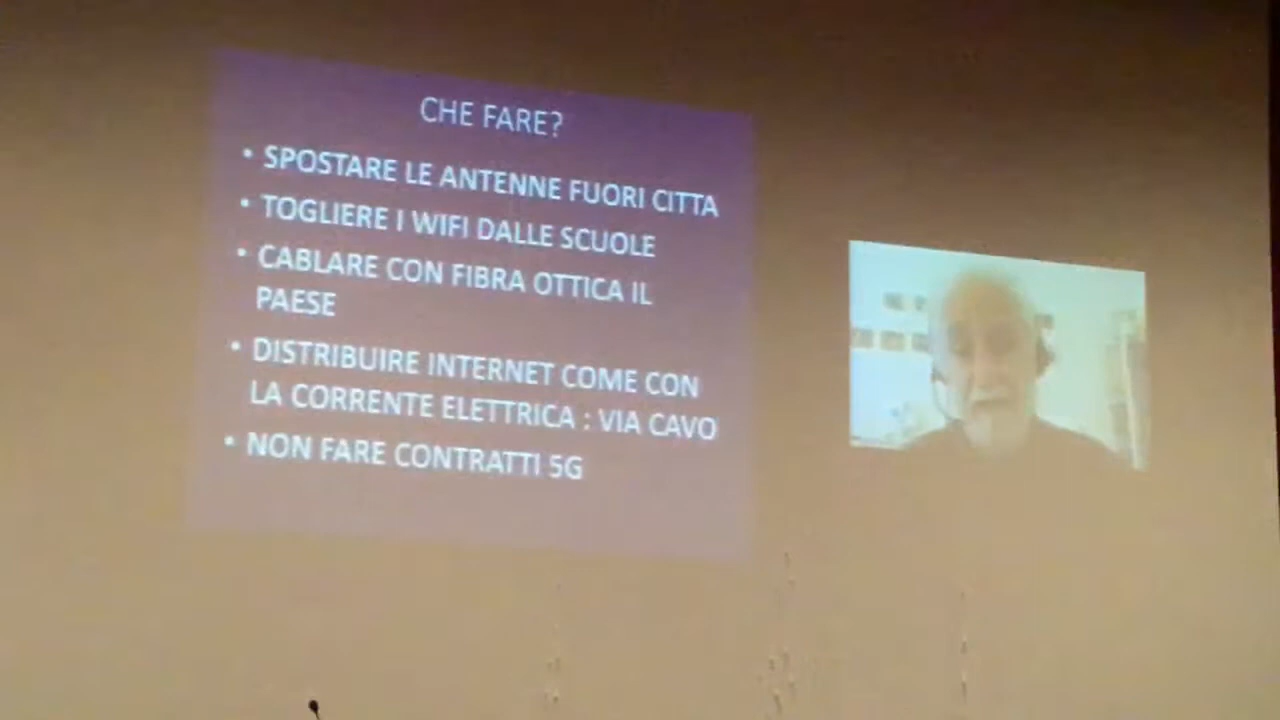 CHE FARE?
• SPOSTARE LE ANTENNE FUORI CITTA
• TOGLIERE I WIFI DALLE SCUOLE
• CABLARE CON FIBRA OTTICA IL
PAESE
• DISTRIBUIRE INTERNET COME CON
LA CORRENTE ELETTRICA : VIA CAVO
• NON FARE CONTRATTI 5G